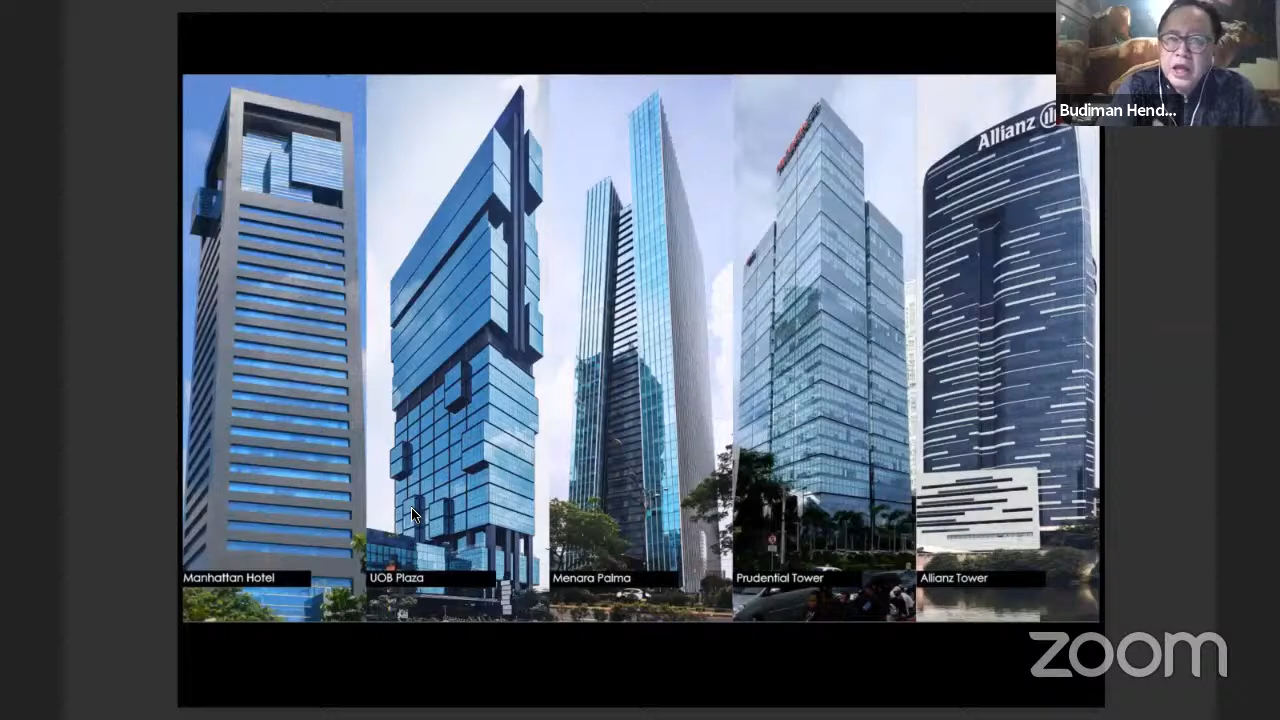 Budiman Hend...
Allianz
Manhattan Hotel
UOB Plaza
Menara Palma
Prudential Tower
Allianz Tower
zoom